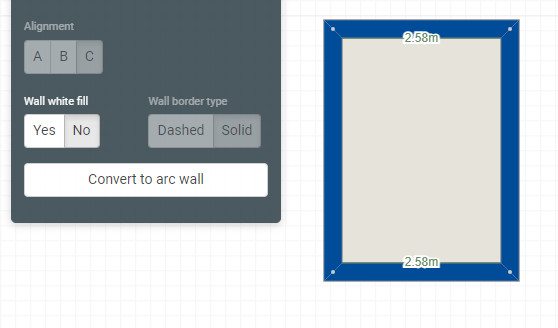 Alignment
A B C
Wall white fill
Wall border type
Yes No
Dashed Solid
Convert to arc wall
2.58m
2.58m